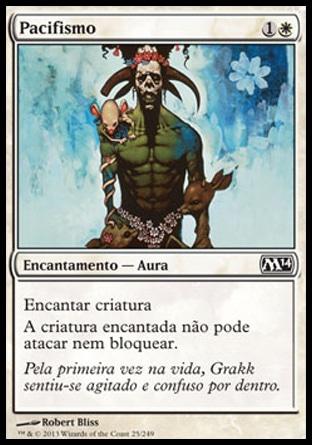 Pacifismo 1
Encantamento — Aura M14
Encantar criatura
A criatura encantada não pode
atacar nem bloquear.
Pela primeira vez na vida, Grakk
sentiu-se agitado e confuso por dentro.
Robert Bliss
™ & © 2013 Wizards of the Coast 25/249